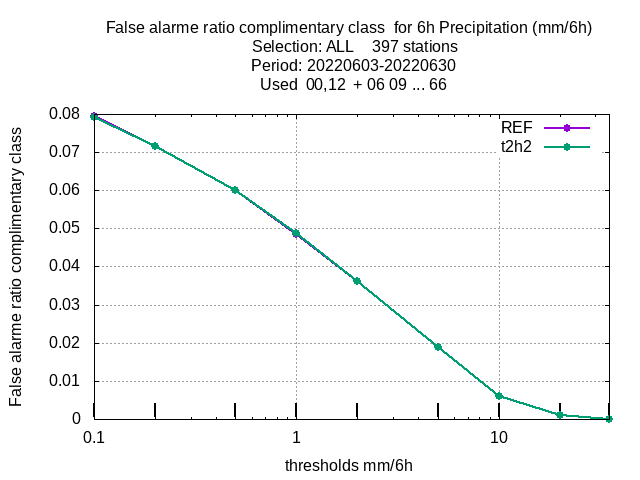 False alarme ratio complimentary class  for 6h Precipitation (mm/6h)
Selection: ALL    397 stations
Period: 20220603-20220630
Used  00,12  + 06 09 ... 66
REF
t2h2
0.08
0.07
0.06
0.05
0.04
0.03
0.02
0.01
0
False alarme ratio complimentary class
0.1 1 10
thresholds mm/6h